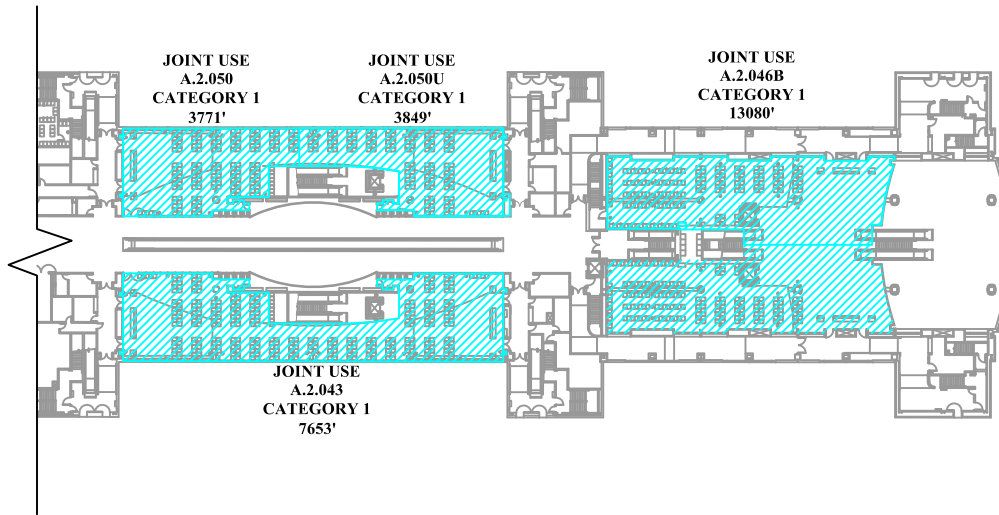 JOINT USE
A.2.050
CATEGORY 1
3771'
JOINT USE
A.2.050U
CATEGORY 1
3849'
JOINT USE
A.2.046B
CATEGORY 1
13080'
JOINT USE
A.2.043
CATEGORY 1
7653'